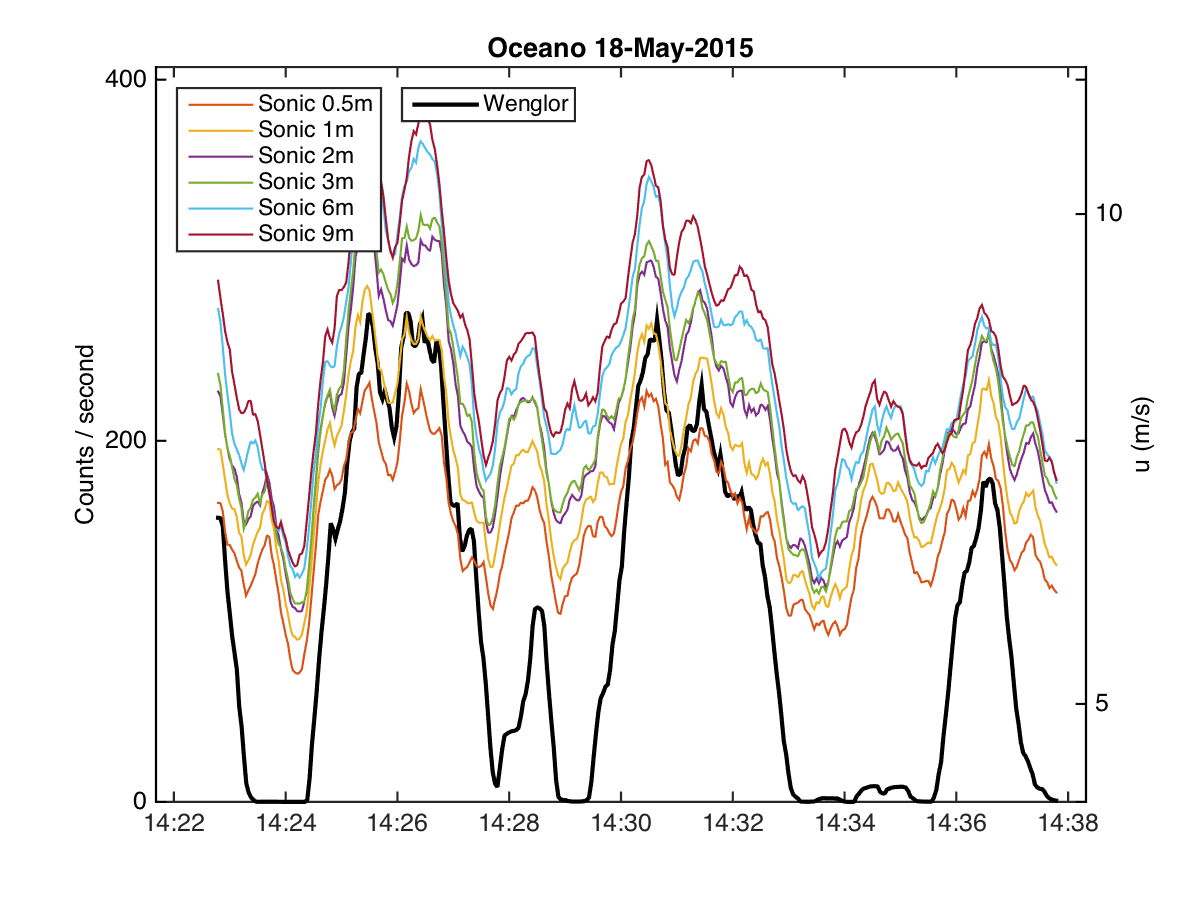 Oceano 18-May-2015
400
200
0
Counts / second
Sonic 0.5m
Sonic 1m
Sonic 2m
Sonic 3m
Sonic 6m
Sonic 9m
Wenglor
10
5
u (m/s)
14:22 14:24 14:26 14:28 14:30 14:32 14:34 14:36 14:38